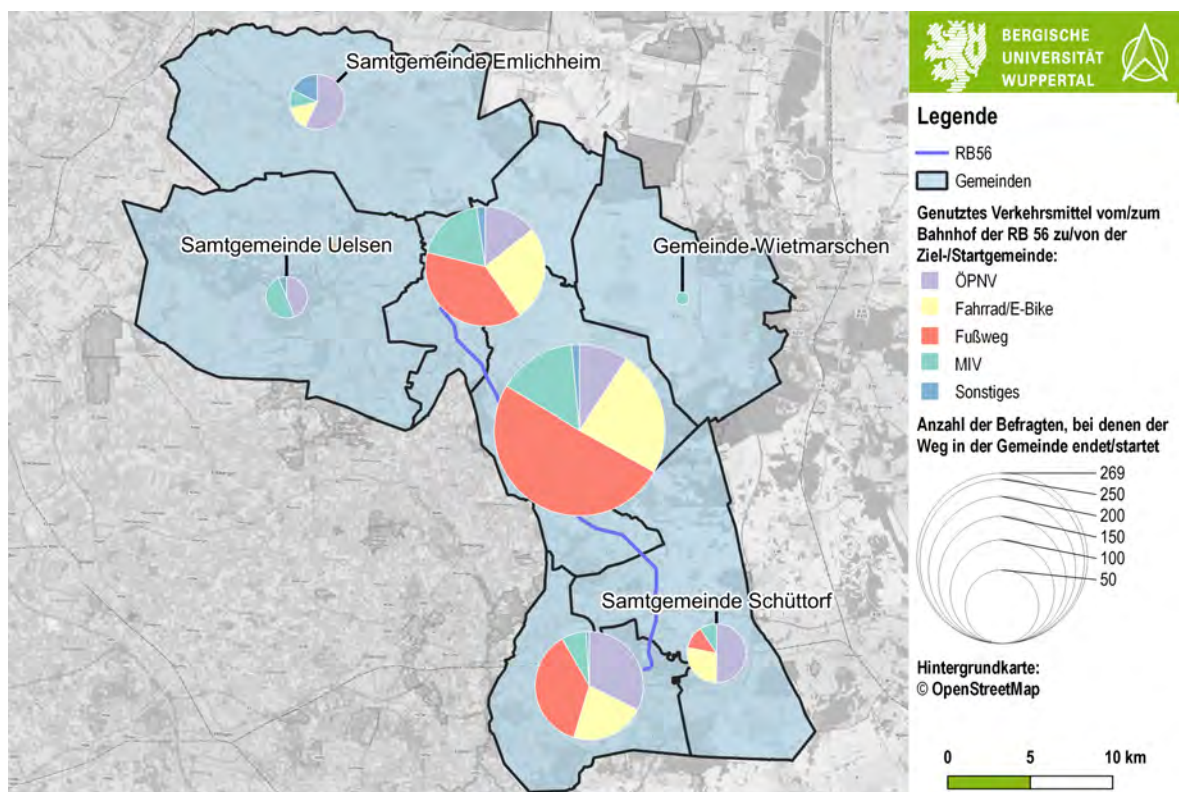 Samtgemeinde Emlichheim
Samtgemeinde Uelsen
Gemeinde Wietmarschen
Samtgemeinde Schüttorf
BERGISCHE
UNIVERSITÄT
WUPPERTAL
Legende
RB56
Gemeinden
Genutztes Verkehrsmittel vom/zum
Bahnhof der RB 56 zu/von der
Ziel-/Startgemeinde:
ÖPNV
Fahrrad/E-Bike
Fußweg
MIV
Sonstiges
Anzahl der Befragten, bei denen der
Weg in der Gemeinde endet/startet
269
250
200
150
100
50
Hintergrundkarte:
© OpenStreetMap
0 5 10 km